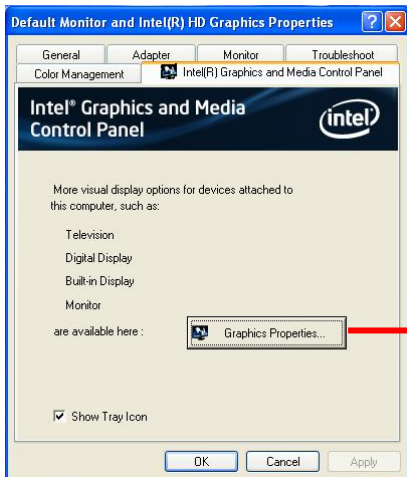 Default Monitor and Intel(R) HD Graphics Properties
General Adapter Monitor Troubleshoot
Color Management Intel(R) Graphics and Media Control Panel
Intel® Graphics and Media
Control Panel
intel
More visual display options for devices attached to
this computer, such as:
Television
Digital Display
Built-in Display
Monitor
are available here : Graphics Properties...
Show Tray Icon
OK Cancel Apply